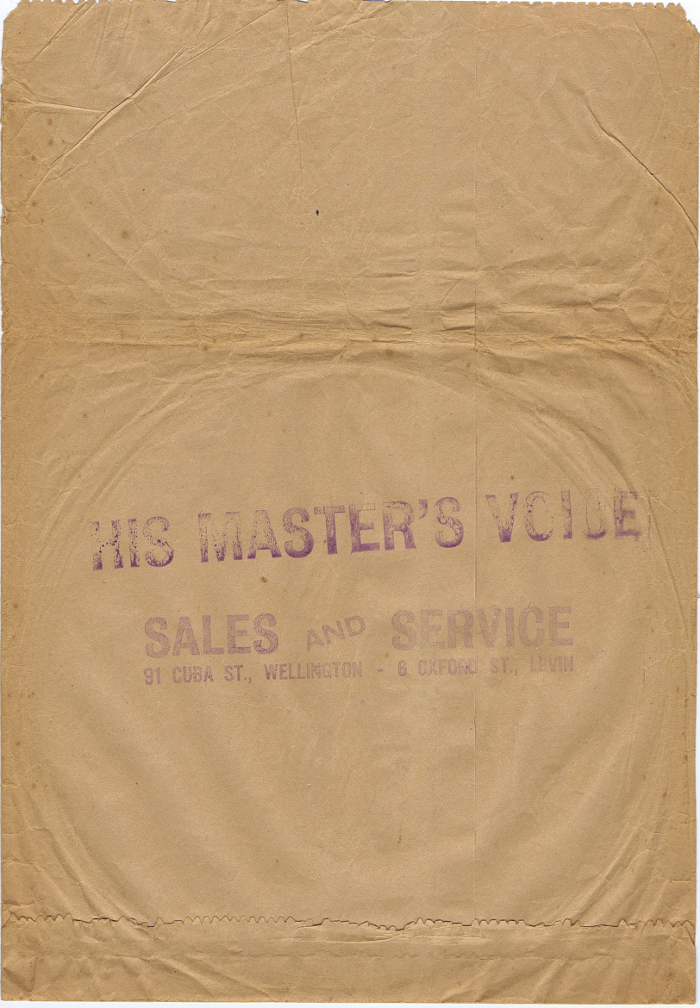 HIS MASTER'S VOICE
SALES AND SERVICE
91 CUBA ST., WELLINGTON - 6 OXFORD ST., LEVIN